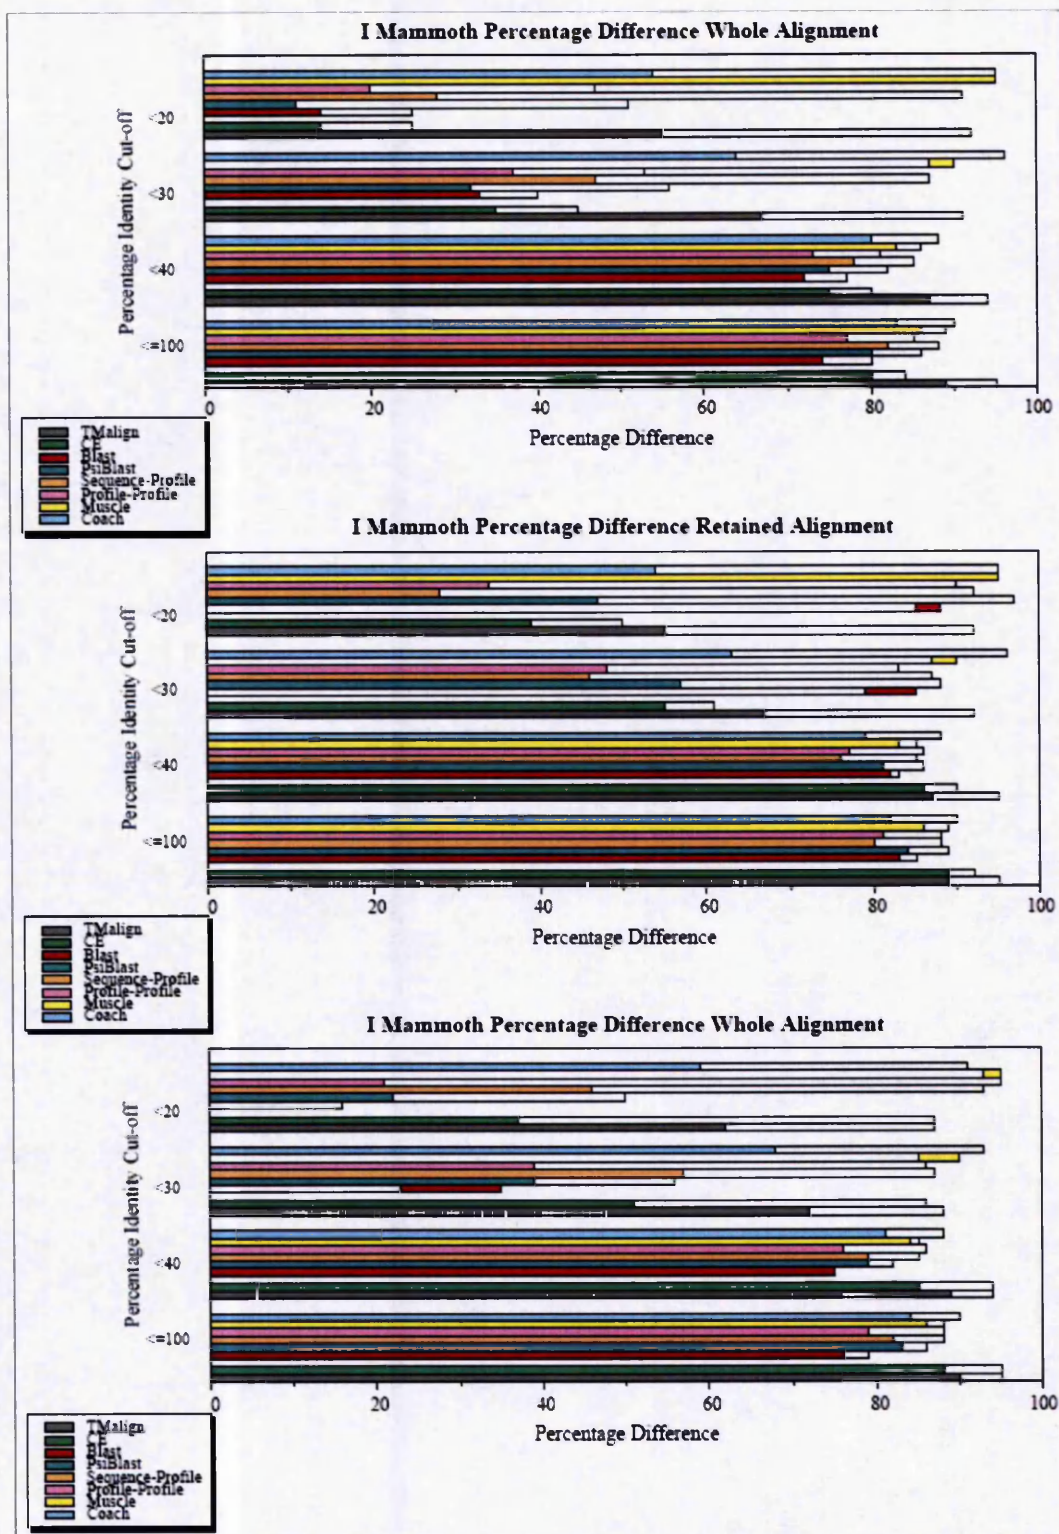 I Mammoth Percentage Difference Whole Alignment
Percentage Identity Cut-off
<20
<30
<40
<=100
0 20 40 60 80 100
Percentage Difference
TMalign
CE
Blast
PsiBlast
Sequence-Profile
Profile-Profile
Muscle
Coach
I Mammoth Percentage Difference Retained Alignment
Percentage Identity Cut-off
<20
<30
<40
<=100
0 20 40 60 80 100
Percentage Difference
TMalign
CE
Blast
PsiBlast
Sequence-Profile
Profile-Profile
Muscle
Coach
I Mammoth Percentage Difference Whole Alignment
Percentage Identity Cut-off
<20
<30
<40
<=100
0 20 40 60 80 100
Percentage Difference
TMalign
CE
Blast
PsiBlast
Sequence-Profile
Profile-Profile
Muscle
Coach